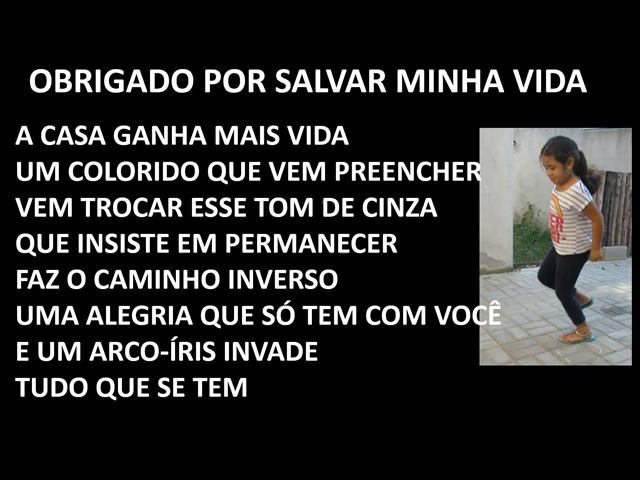 OBRIGADO POR SALVAR MINHA VIDA
A CASA GANHA MAIS VIDA
UM COLORIDO QUE VEM PREENCHER
VEM TROCAR ESSE TOM DE CINZA
QUE INSISTE EM PERMANECER
FAZ O CAMINHO INVERSO
UMA ALEGRIA QUE SÓ TEM COM VOCÊ
E UM ARCO-ÍRIS INVADE
TUDO QUE SE TEM